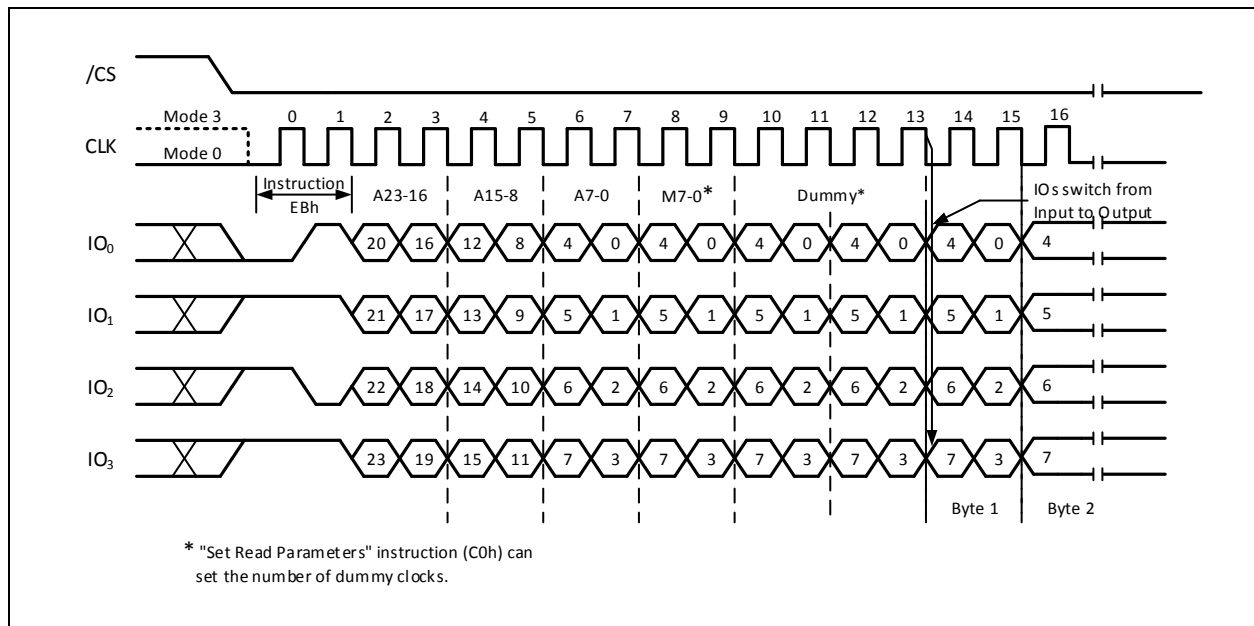 /CS
Mode 3
0 1 2 3 4 5 6 7 8 9 10 11 12 13 14 15 16
CLK
Mode 0
Instruction
EBh
A23-16 A15-8 A7-0 M7-0* Dummy*
IOs switch from
Input to Output
IO0 20 16 12 8 4 0 4 0 4 0 4 0 4 0 4
IO1 21 17 13 9 5 1 5 1 5 1 5 1 5 1 5
IO2 22 18 14 10 6 2 6 2 6 2 6 2 6 2 6
IO3 23 19 15 11 7 3 7 3 7 3 7 3 7 3 7
Byte 1 Byte 2
* "Set Read Parameters" instruction (C0h) can
set the number of dummy clocks.